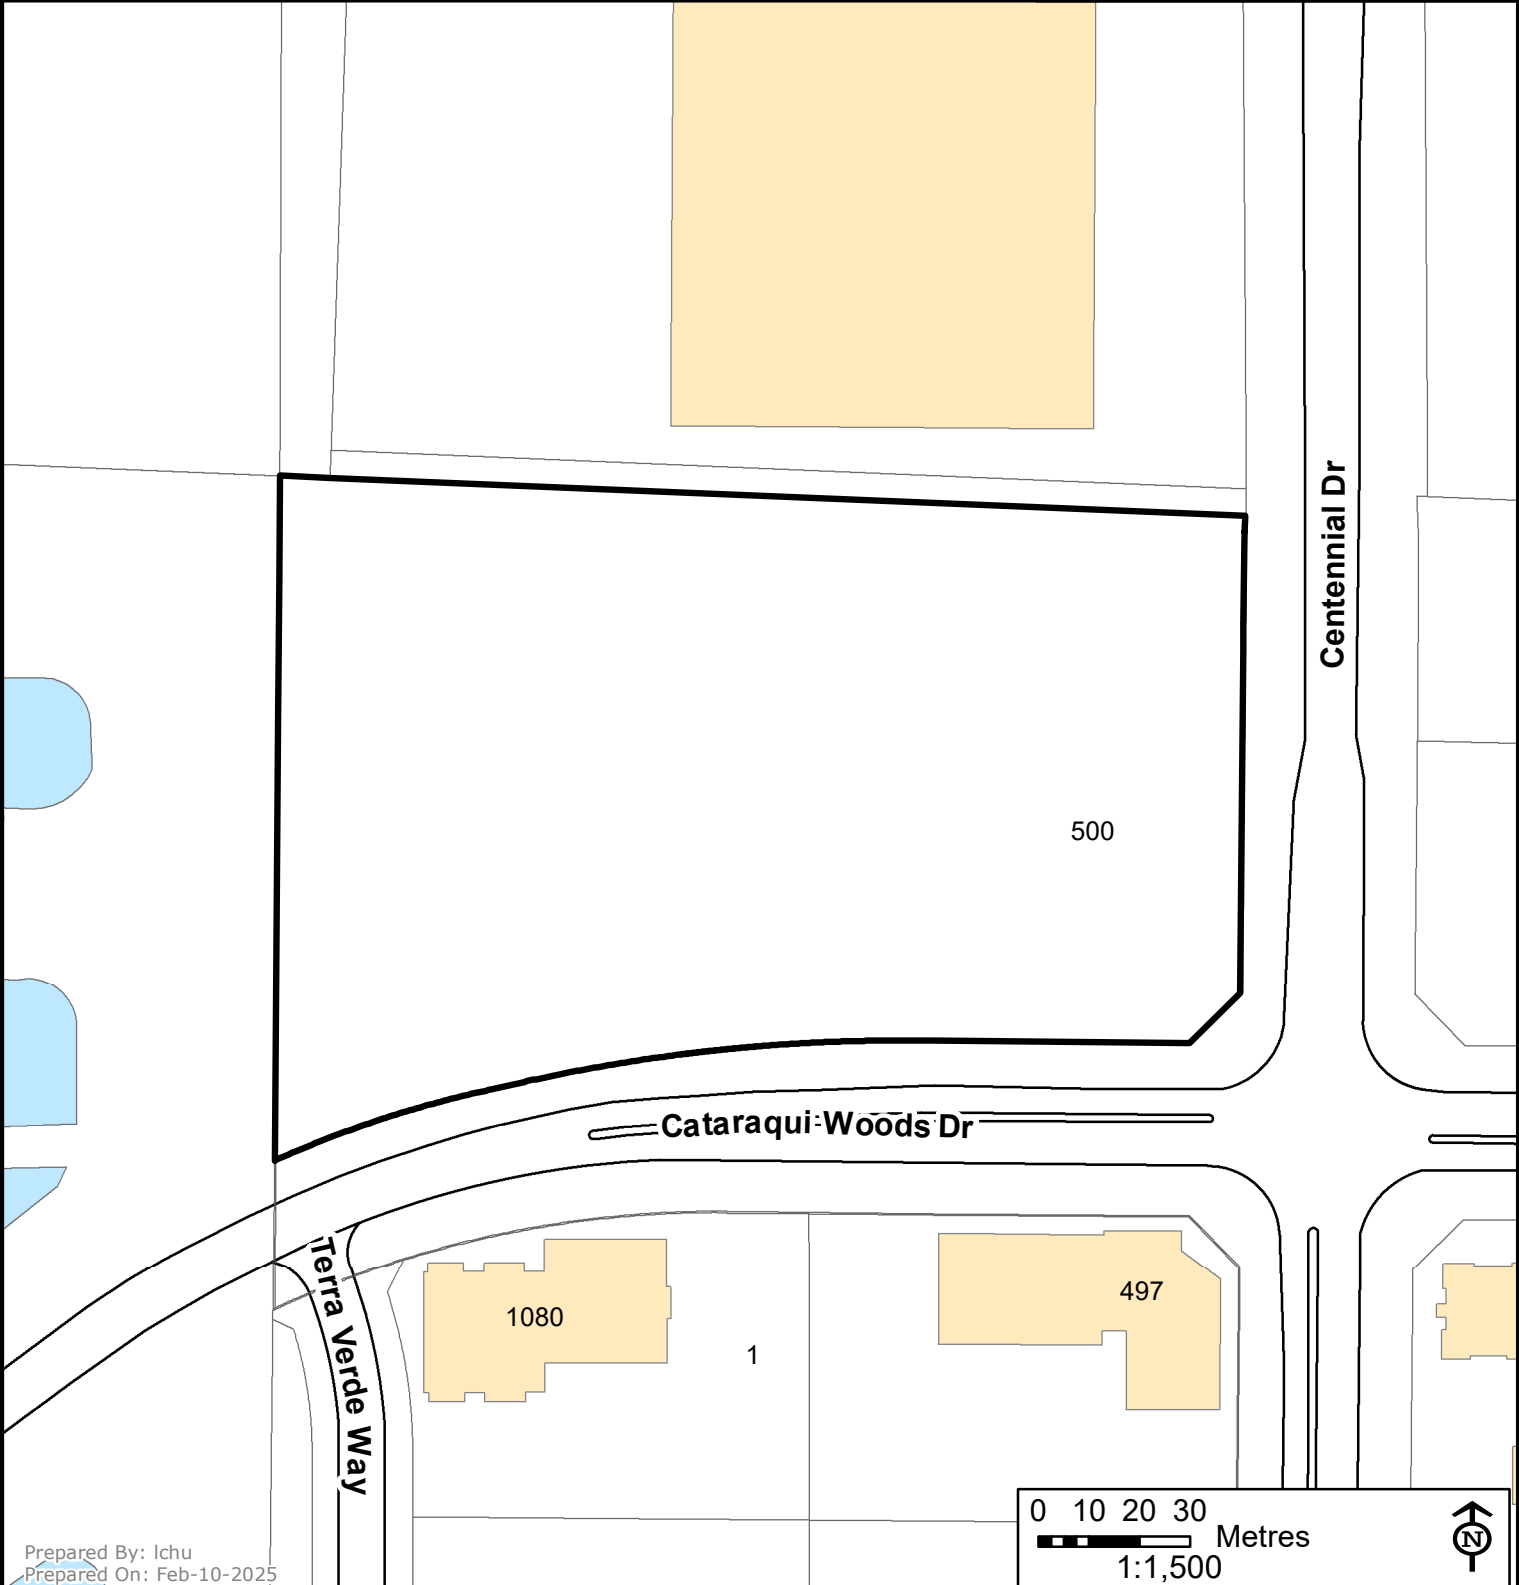 Centennial Dr
500
Cataraqui Woods Dr
Terra Verde Way
1080
497
1
0 10 20 30
Metres
1:1,500
N
Prepared By: lchu
Prepared On: Feb-10-2025